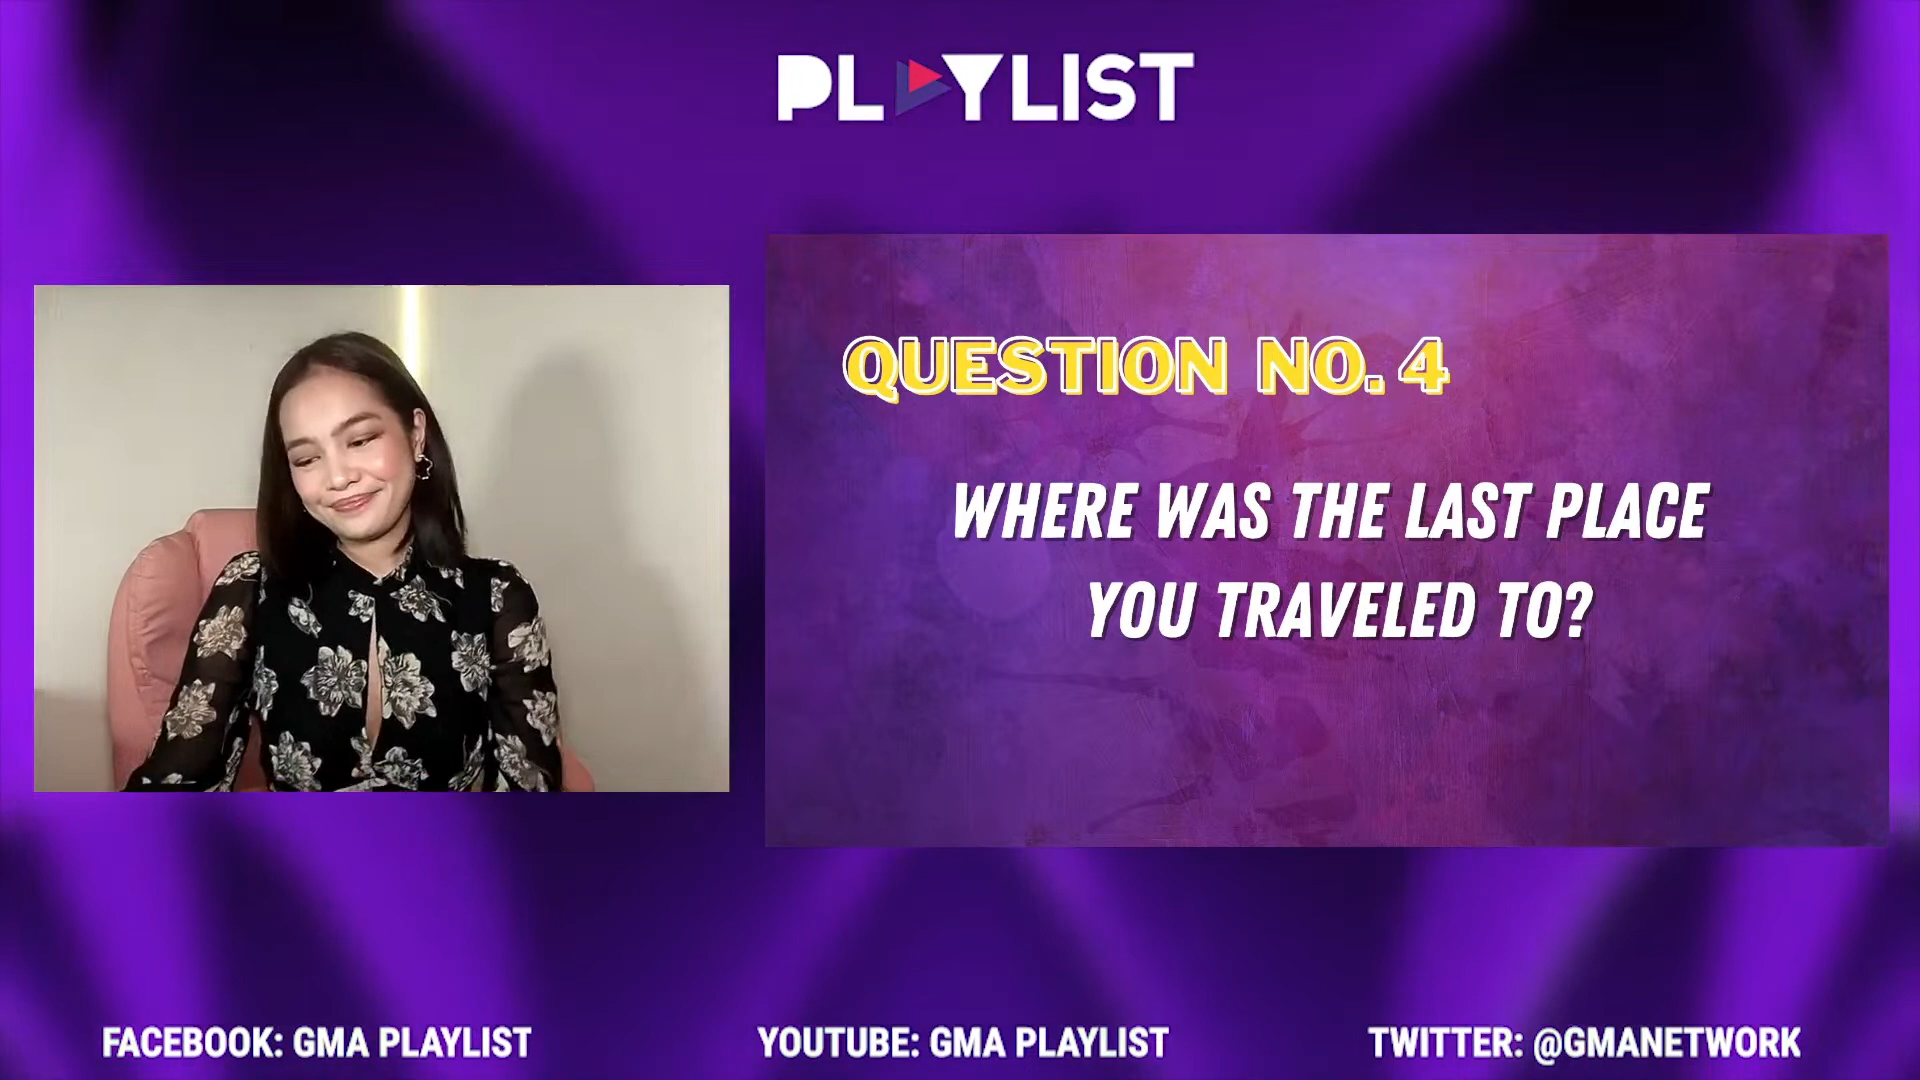 PLAYLIST
QUESTION NO. 4
WHERE WAS THE LAST PLACE
YOU TRAVELED TO?
FACEBOOK: GMA PLAYLIST
YOUTUBE: GMA PLAYLIST
TWITTER: @GMANETWORK